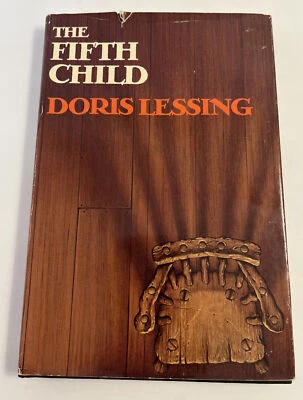 THE
FIFTH
CHILD
DORIS LESSING